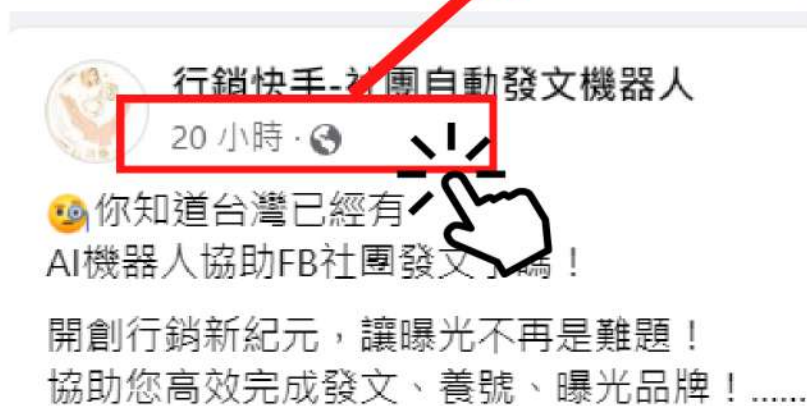 行銷快手-社團自動發文機器人
20 小時 ·
🧐你知道台灣已經有
AI機器人協助FB社團發文了嗎！
開創行銷新紀元，讓曝光不再是難題！
協助您高效完成發文、養號、曝光品牌！......